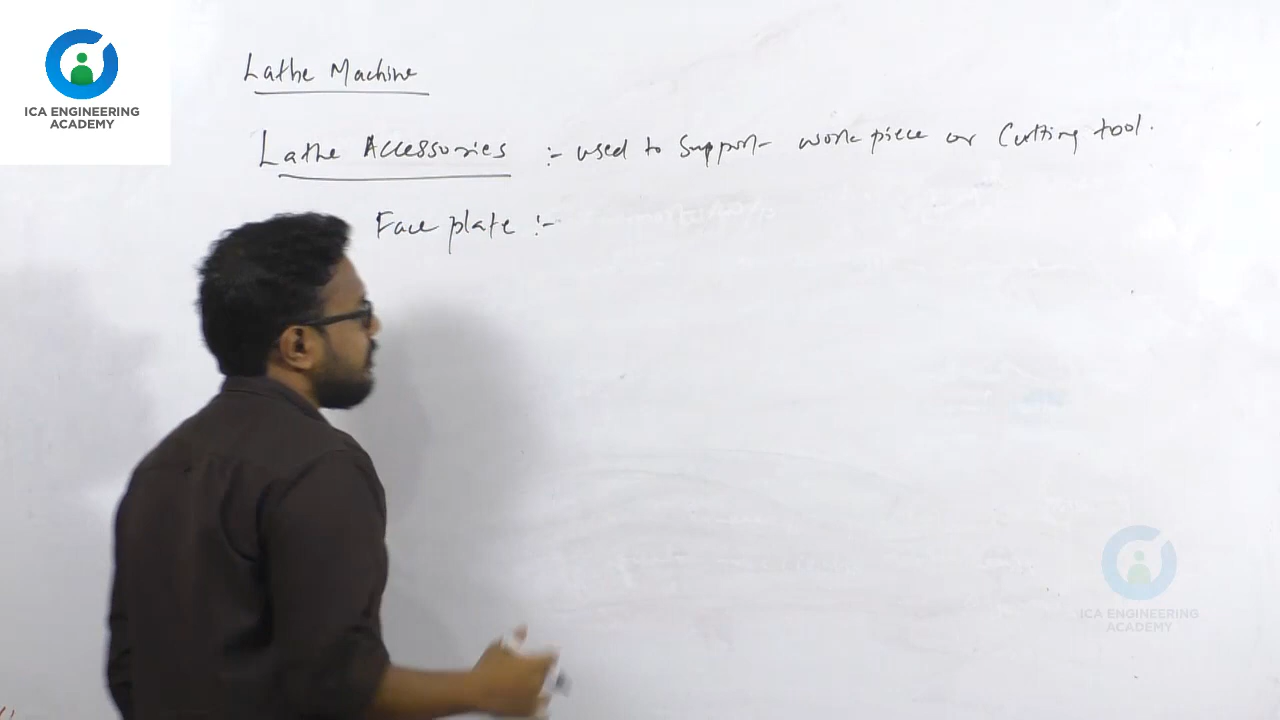 ICA ENGINEERING
ACADEMY
Lathe Machine
Lathe Accessories :- used to support work piece or Cutting tool.
Face plate :-
ICA ENGINEERING
ACADEMY